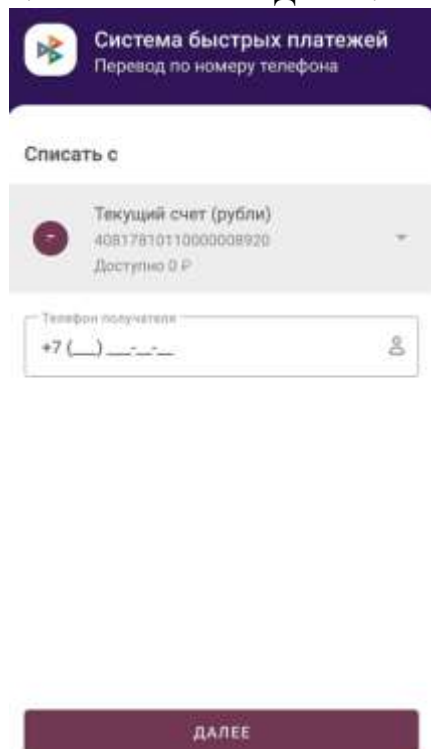 Система быстрых платежей
Перевод по номеру телефона
Списать с
Текущий счет (рубли)
40817810110000008920
Доступно 0 ₽
Телефон получателя
+7 (__) ___-__-__
ДАЛЕЕ